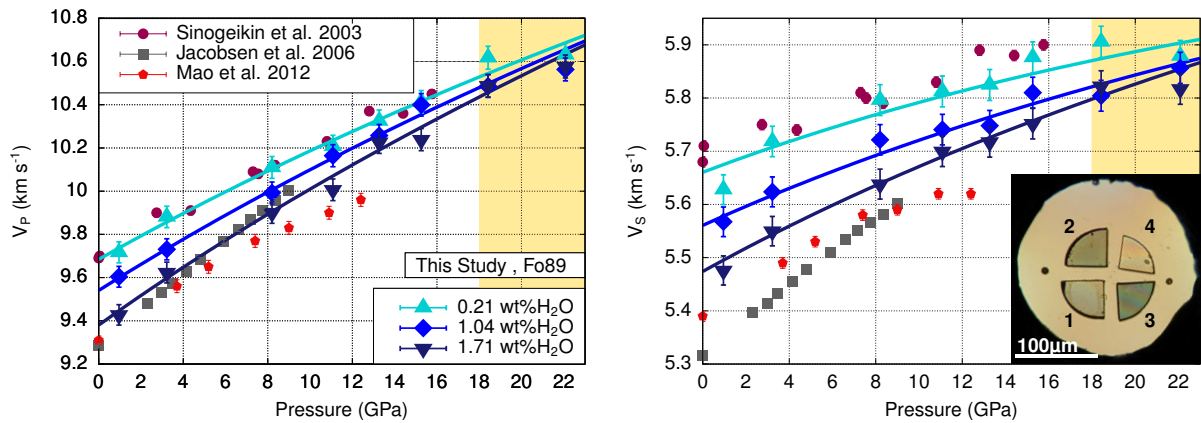 10.8
10.6
10.4
10.2
10
9.8
9.6
9.4
9.2
V_P (km s⁻¹)
Sinogeikin et al. 2003
Jacobsen et al. 2006
Mao et al. 2012
This Study , Fo89
0.21 wt%H₂O
1.04 wt%H₂O
1.71 wt%H₂O
0 2 4 6 8 10 12 14 16 18 20 22
Pressure (GPa)
5.9
5.8
5.7
5.6
5.5
5.4
5.3
V_S (km s⁻¹)
2 4
1 3
100μm
0 2 4 6 8 10 12 14 16 18 20 22
Pressure (GPa)